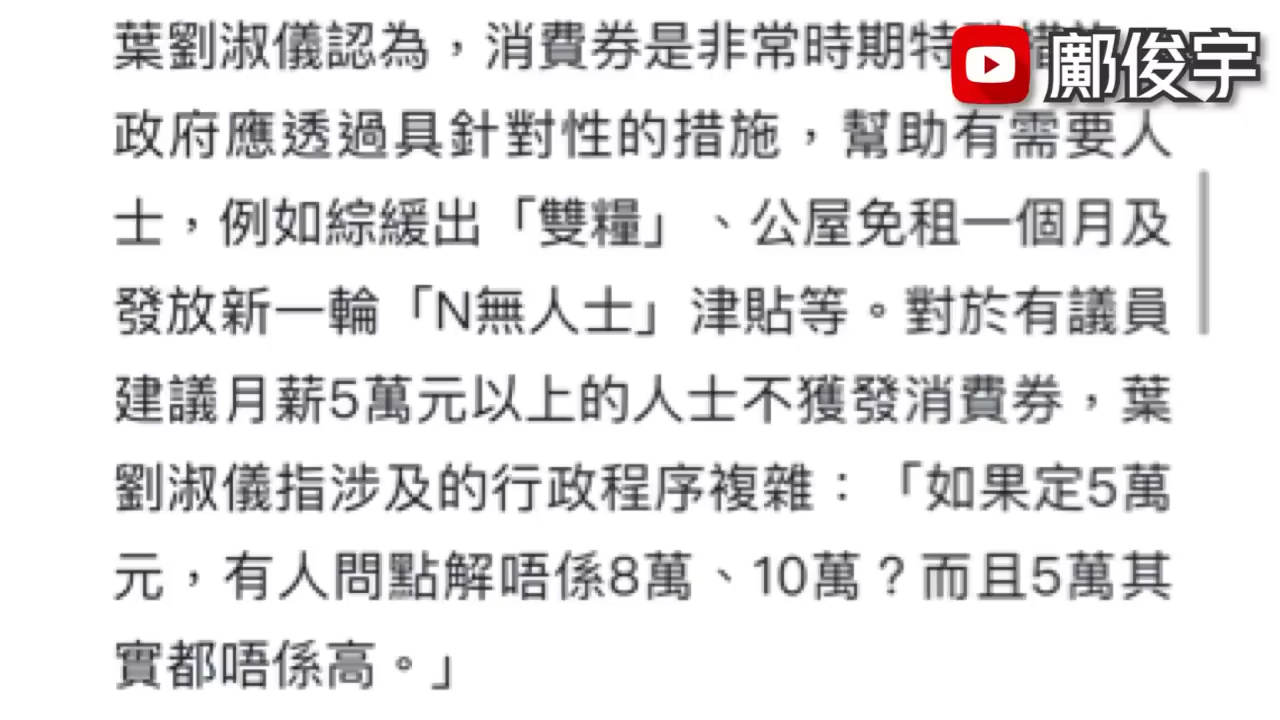 葉劉淑儀認為，消費券是非常時期特
鄺俊宇
政府應透過具針對性的措施，幫助有需要人
士，例如綜緩出「雙糧」、公屋免租一個月及
發放新一輪「N無人士」津貼等。對於有議員
建議月薪5萬元以上的人士不獲發消費券，葉
劉淑儀指涉及的行政程序複雜：「如果定5萬
元，有人問點解唔係8萬、10萬？而且5萬其
實都唔係高。」